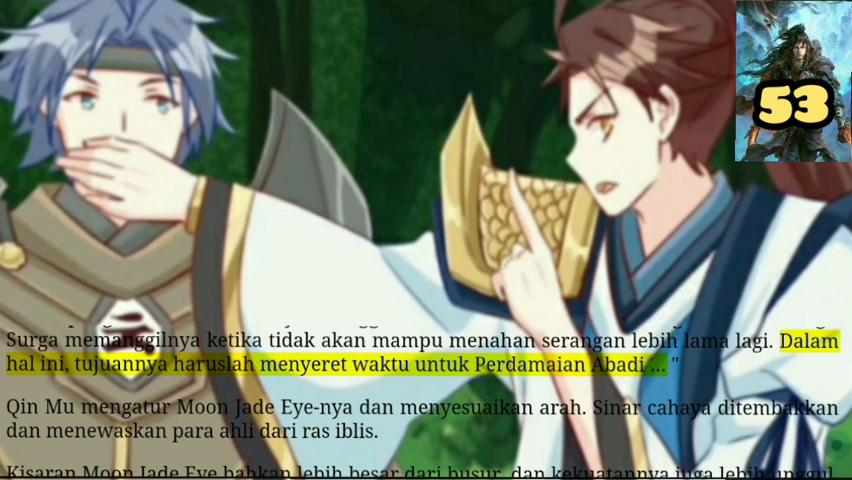 53
Surga memanggilnya ketika tidak akan mampu menahan serangan lebih lama lagi. Dalam
hal ini, tujuannya haruslah menyeret waktu untuk Perdamaian Abadi ... "
Qin Mu mengatur Moon Jade Eye-nya dan menyesuaikan arah. Sinar cahaya ditembakkan
dan menewaskan para ahli dari ras iblis.
Kisaran Moon Jade Eye bahkan lebih besar dari busur, dan kekuatannya juga lebih unggul.